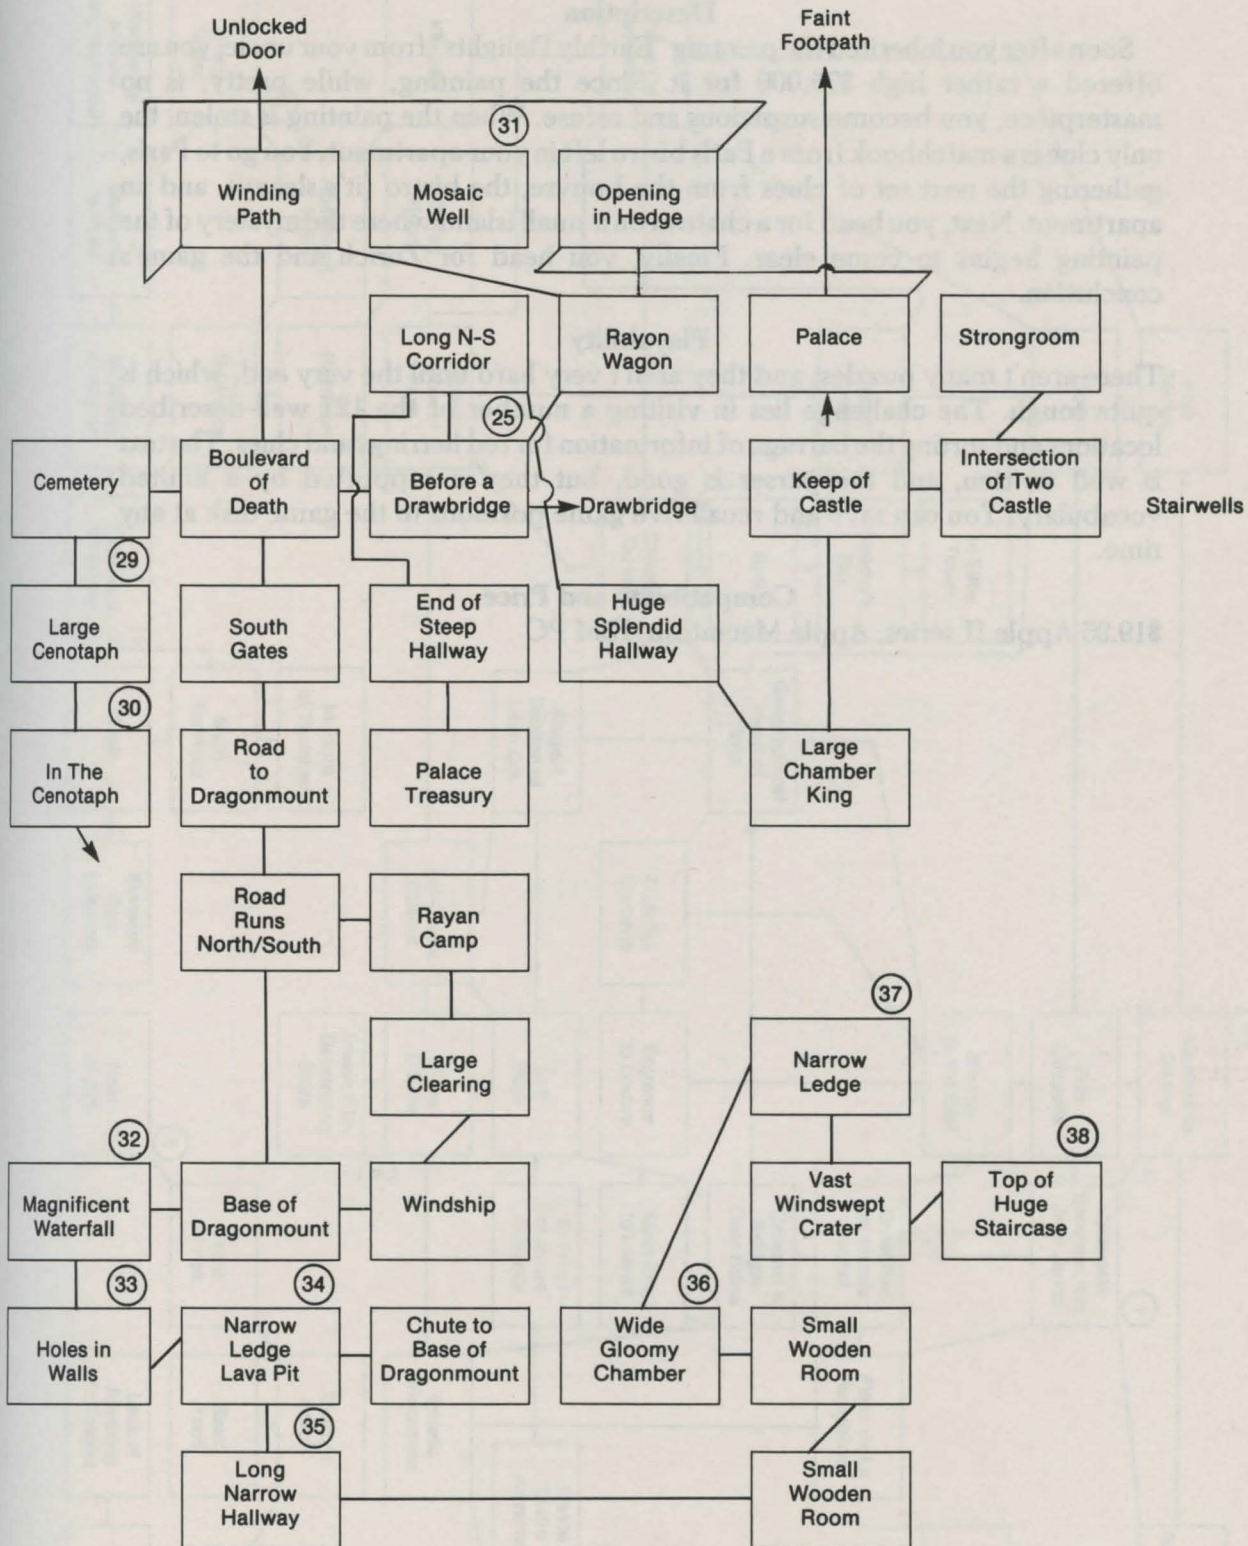 Unlocked
Door
Faint
Footpath
31
Winding
Path
Mosaic
Well
Opening
in Hedge
Long N-S
Corridor
Rayon
Wagon
Palace
Strongroom
25
Cemetery
Boulevard
of
Death
Before a
Drawbridge
Drawbridge
Keep of
Castle
Intersection
of Two
Castle
Stairwells
29
Large
Cenotaph
South
Gates
End of
Steep
Hallway
Huge
Splendid
Hallway
30
In The
Cenotaph
Road
to
Dragonmount
Palace
Treasury
Large
Chamber
King
Road
Runs
North/South
Rayan
Camp
37
Large
Clearing
Narrow
Ledge
32
38
Magnificent
Waterfall
Base of
Dragonmount
Windship
Vast
Windswept
Crater
Top of
Huge
Staircase
33
34
36
Holes in
Walls
Narrow
Ledge
Lava Pit
Chute to
Base of
Dragonmount
Wide
Gloomy
Chamber
Small
Wooden
Room
35
Long
Narrow
Hallway
Small
Wooden
Room